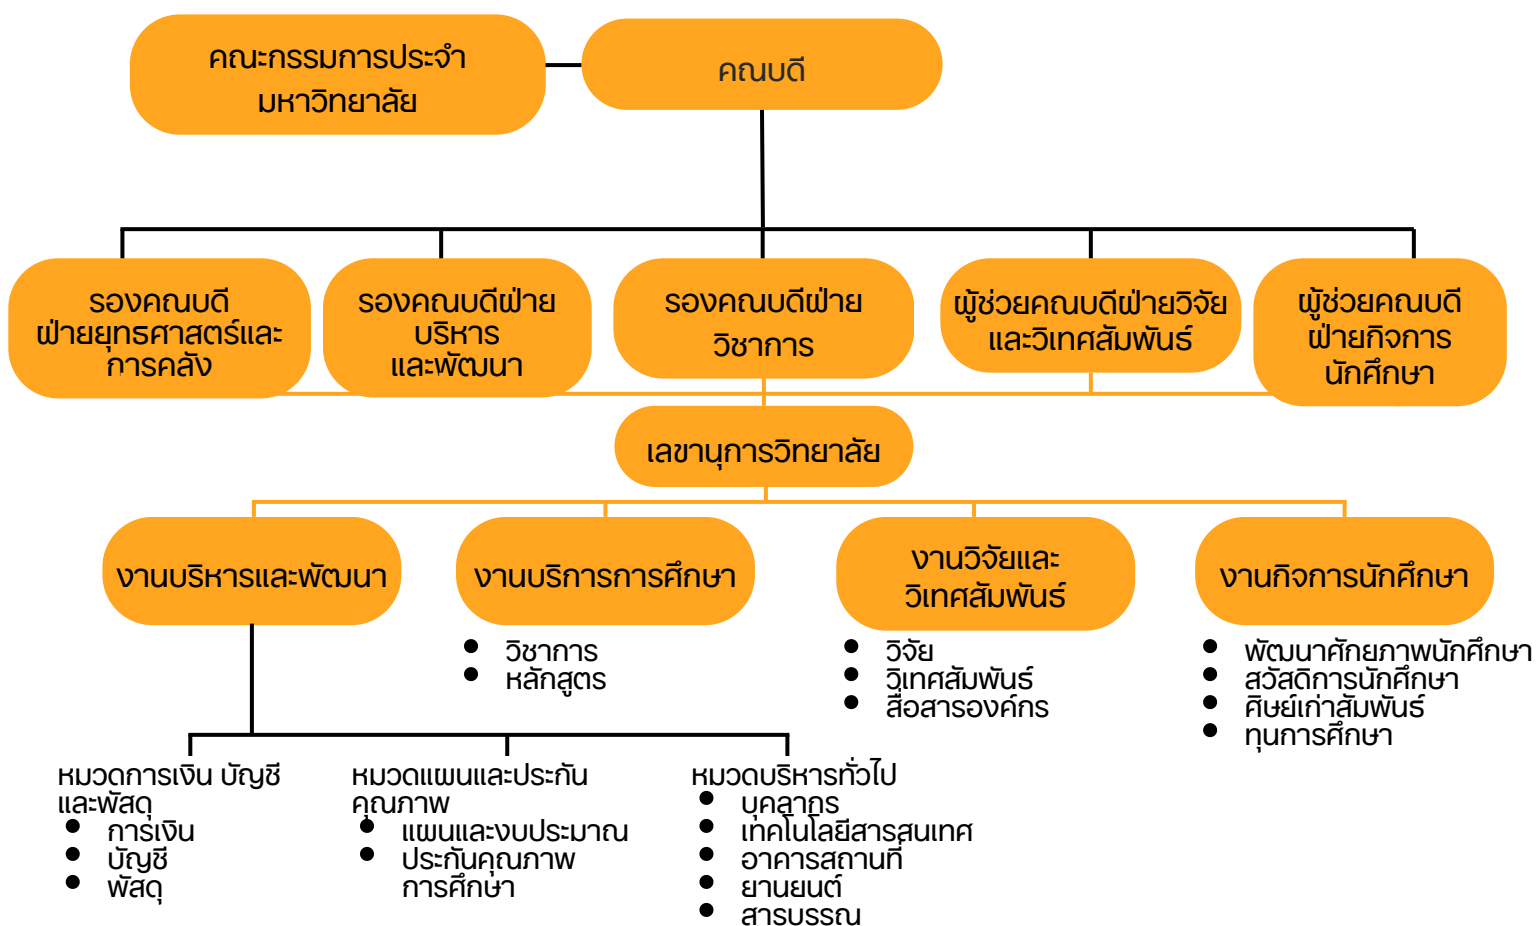 คณะกรรมการประจำ
มหาวิทยาลัย
คณบดี
รองคณบดี
ฝ่ายยุทธศาสตร์และ
การคลัง
รองคณบดีฝ่าย
บริหาร
และพัฒนา
รองคณบดีฝ่าย
วิชาการ
ผู้ช่วยคณบดีฝ่ายวิจัย
และวิเทศสัมพันธ์
ผู้ช่วยคณบดี
ฝ่ายกิจการ
นักศึกษา
เลขานุการวิทยาลัย
งานบริหารและพัฒนา
งานบริการการศึกษา
งานวิจัยและ
วิเทศสัมพันธ์
งานกิจการนักศึกษา
● วิชาการ
● หลักสูตร
● วิจัย
● วิเทศสัมพันธ์
● สื่อสารองค์กร
● พัฒนาศักยภาพนักศึกษา
● สวัสดิการนักศึกษา
● ศิษย์เก่าสัมพันธ์
● ทุนการศึกษา
หมวดการเงิน บัญชี
และพัสดุ
● การเงิน
● บัญชี
● พัสดุ
หมวดแผนและประกัน
คุณภาพ
● แผนและงบประมาณ
● ประกันคุณภาพ
การศึกษา
หมวดบริหารทั่วไป
● บุคลากร
● เทคโนโลยีสารสนเทศ
● อาคารสถานที่
● ยานยนต์
● สารบรรณ